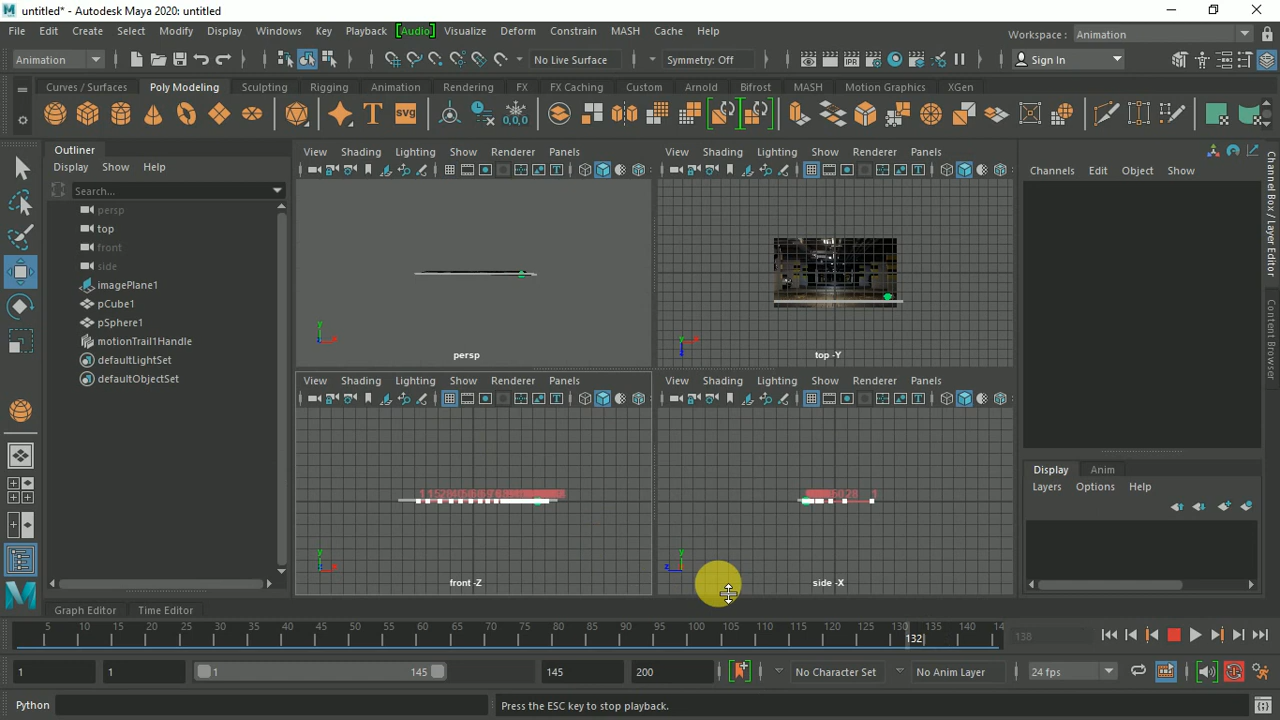 untitled* - Autodesk Maya 2020: untitled
File Edit Create Select Modify Display Windows Key Playback [Audio] Visualize Deform Constrain MASH Cache Help Workspace : Animation
Animation No Live Surface Symmetry: Off Sign In
Curves / Surfaces Poly Modeling Sculpting Rigging Animation Rendering FX FX Caching Custom Arnold Bifrost MASH Motion Graphics XGen
Outliner
Display Show Help
Search...
persp
top
front
side
imagePlane1
pCube1
pSphere1
motionTrail1Handle
defaultLightSet
defaultObjectSet
View Shading Lighting Show Renderer Panels
persp
View Shading Lighting Show Renderer Panels
top -Y
View Shading Lighting Show Renderer Panels
front -Z
View Shading Lighting Show Renderer Panels
side -X
Channels Edit Object Show
Channel Box / Layer Editor
Content Browser
Display Anim
Layers Options Help
Graph Editor Time Editor
5 10 15 20 25 30 35 40 45 50 55 60 65 70 75 80 85 90 95 100 105 110 115 120 125 130 135 140 14
132
138
1 1 1 145 145 200 No Character Set No Anim Layer 24 fps
Python Press the ESC key to stop playback.